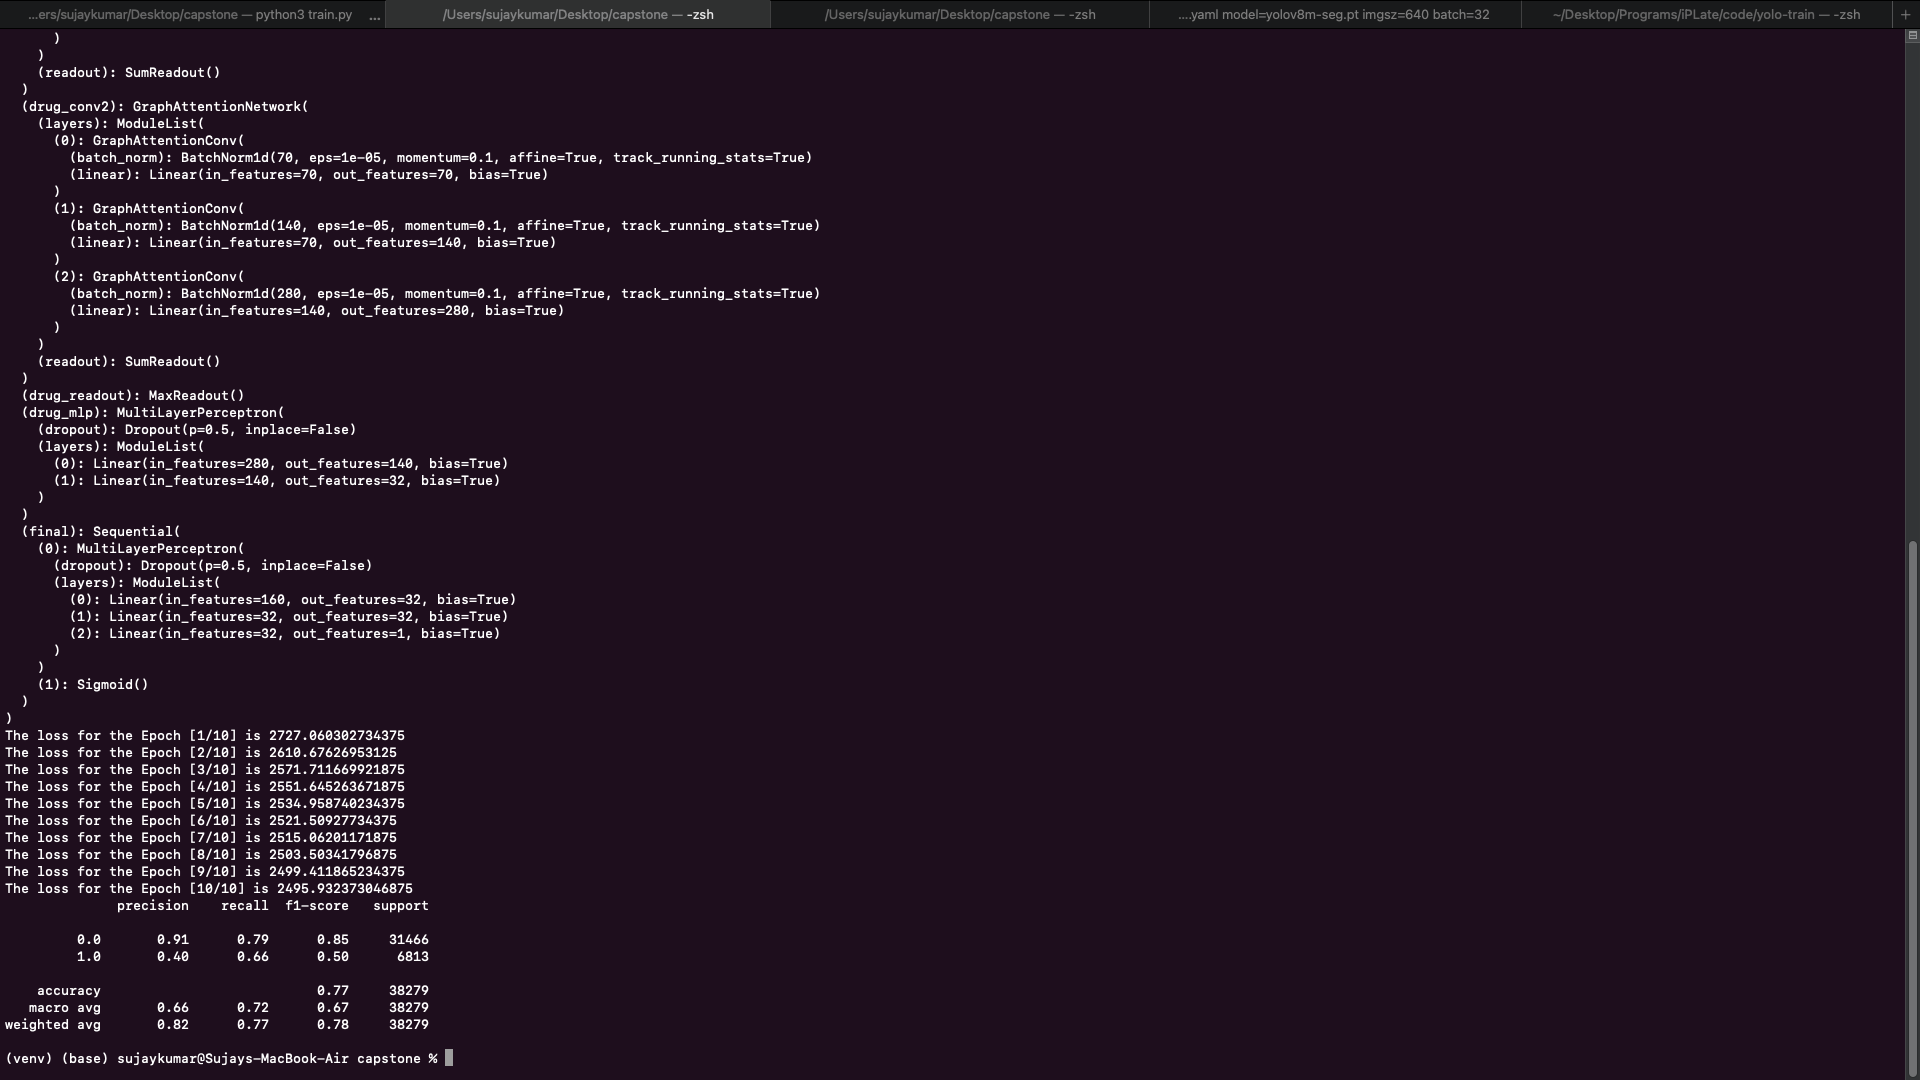 ...ers/sujaykumar/Desktop/capstone — python3 train.py ...
/Users/sujaykumar/Desktop/capstone — -zsh
/Users/sujaykumar/Desktop/capstone — -zsh
....yaml model=yolov8m-seg.pt imgsz=640 batch=32
~/Desktop/Programs/iPLate/code/yolo-train — -zsh
+
)
)
(readout): SumReadout()
)
(drug_conv2): GraphAttentionNetwork(
(layers): ModuleList(
(0): GraphAttentionConv(
(batch_norm): BatchNorm1d(70, eps=1e-05, momentum=0.1, affine=True, track_running_stats=True)
(linear): Linear(in_features=70, out_features=70, bias=True)
)
(1): GraphAttentionConv(
(batch_norm): BatchNorm1d(140, eps=1e-05, momentum=0.1, affine=True, track_running_stats=True)
(linear): Linear(in_features=70, out_features=140, bias=True)
)
(2): GraphAttentionConv(
(batch_norm): BatchNorm1d(280, eps=1e-05, momentum=0.1, affine=True, track_running_stats=True)
(linear): Linear(in_features=140, out_features=280, bias=True)
)
)
(readout): SumReadout()
)
(drug_readout): MaxReadout()
(drug_mlp): MultiLayerPerceptron(
(dropout): Dropout(p=0.5, inplace=False)
(layers): ModuleList(
(0): Linear(in_features=280, out_features=140, bias=True)
(1): Linear(in_features=140, out_features=32, bias=True)
)
)
(final): Sequential(
(0): MultiLayerPerceptron(
(dropout): Dropout(p=0.5, inplace=False)
(layers): ModuleList(
(0): Linear(in_features=160, out_features=32, bias=True)
(1): Linear(in_features=32, out_features=32, bias=True)
(2): Linear(in_features=32, out_features=1, bias=True)
)
)
(1): Sigmoid()
)
)
The loss for the Epoch [1/10] is 2727.060302734375
The loss for the Epoch [2/10] is 2610.67626953125
The loss for the Epoch [3/10] is 2571.711669921875
The loss for the Epoch [4/10] is 2551.645263671875
The loss for the Epoch [5/10] is 2534.958740234375
The loss for the Epoch [6/10] is 2521.50927734375
The loss for the Epoch [7/10] is 2515.06201171875
The loss for the Epoch [8/10] is 2503.50341796875
The loss for the Epoch [9/10] is 2499.411865234375
The loss for the Epoch [10/10] is 2495.932373046875
precision recall f1-score support
0.0 0.91 0.79 0.85 31466
1.0 0.40 0.66 0.50 6813
accuracy 0.77 38279
macro avg 0.66 0.72 0.67 38279
weighted avg 0.82 0.77 0.78 38279
(venv) (base) sujaykumar@Sujays-MacBook-Air capstone %